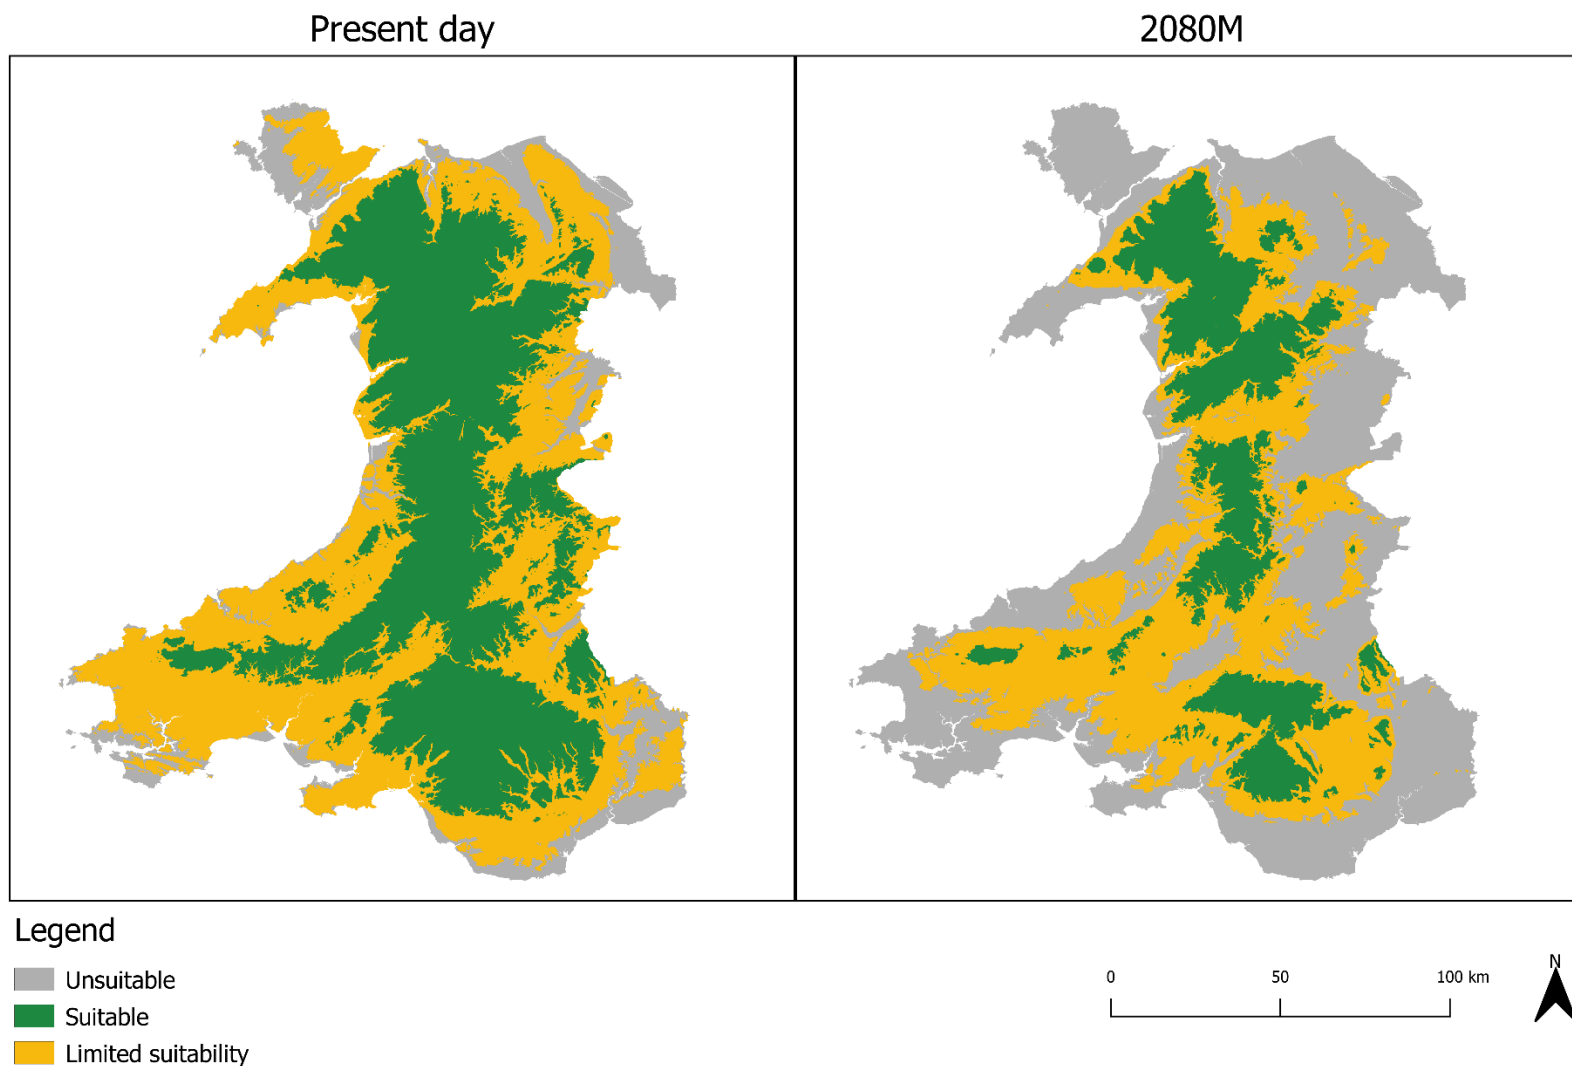 Present day
2080M
Legend
Unsuitable
Suitable
Limited suitability
0 50 100 km
N